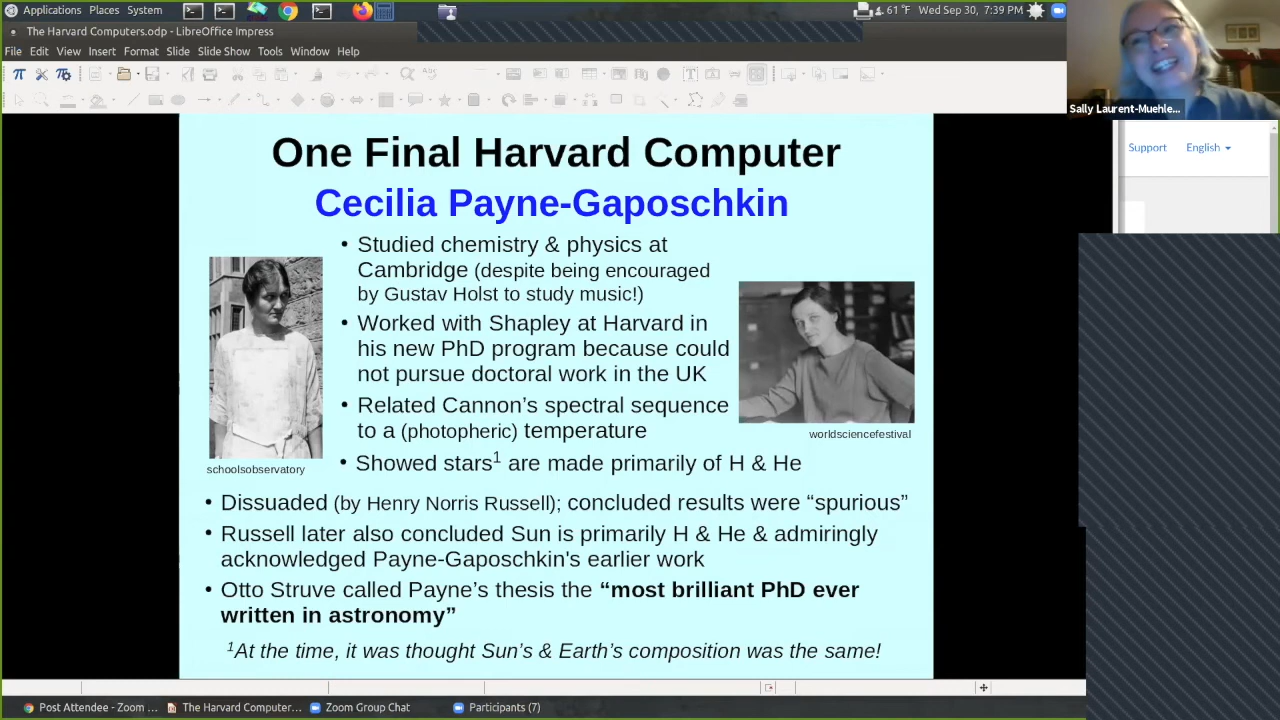 Applications Places System
61 °F Wed Sep 30, 7:39 PM
The Harvard Computers.odp - LibreOffice Impress
File Edit View Insert Format Slide Slide Show Tools Window Help
Sally Laurent-Muehle...
Support English
One Final Harvard Computer
Cecilia Payne-Gaposchkin
• Studied chemistry & physics at
Cambridge (despite being encouraged
by Gustav Holst to study music!)
• Worked with Shapley at Harvard in
his new PhD program because could
not pursue doctoral work in the UK
• Related Cannon's spectral sequence
to a (photopheric) temperature
• Showed stars¹ are made primarily of H & He
schoolsobservatory
worldsciencefestival
• Dissuaded (by Henry Norris Russell); concluded results were “spurious”
• Russell later also concluded Sun is primarily H & He & admiringly
acknowledged Payne-Gaposchkin's earlier work
• Otto Struve called Payne’s thesis the “most brilliant PhD ever
written in astronomy”
¹At the time, it was thought Sun’s & Earth’s composition was the same!
Post Attendee - Zoom ... The Harvard Computer... Zoom Group Chat Participants (7)